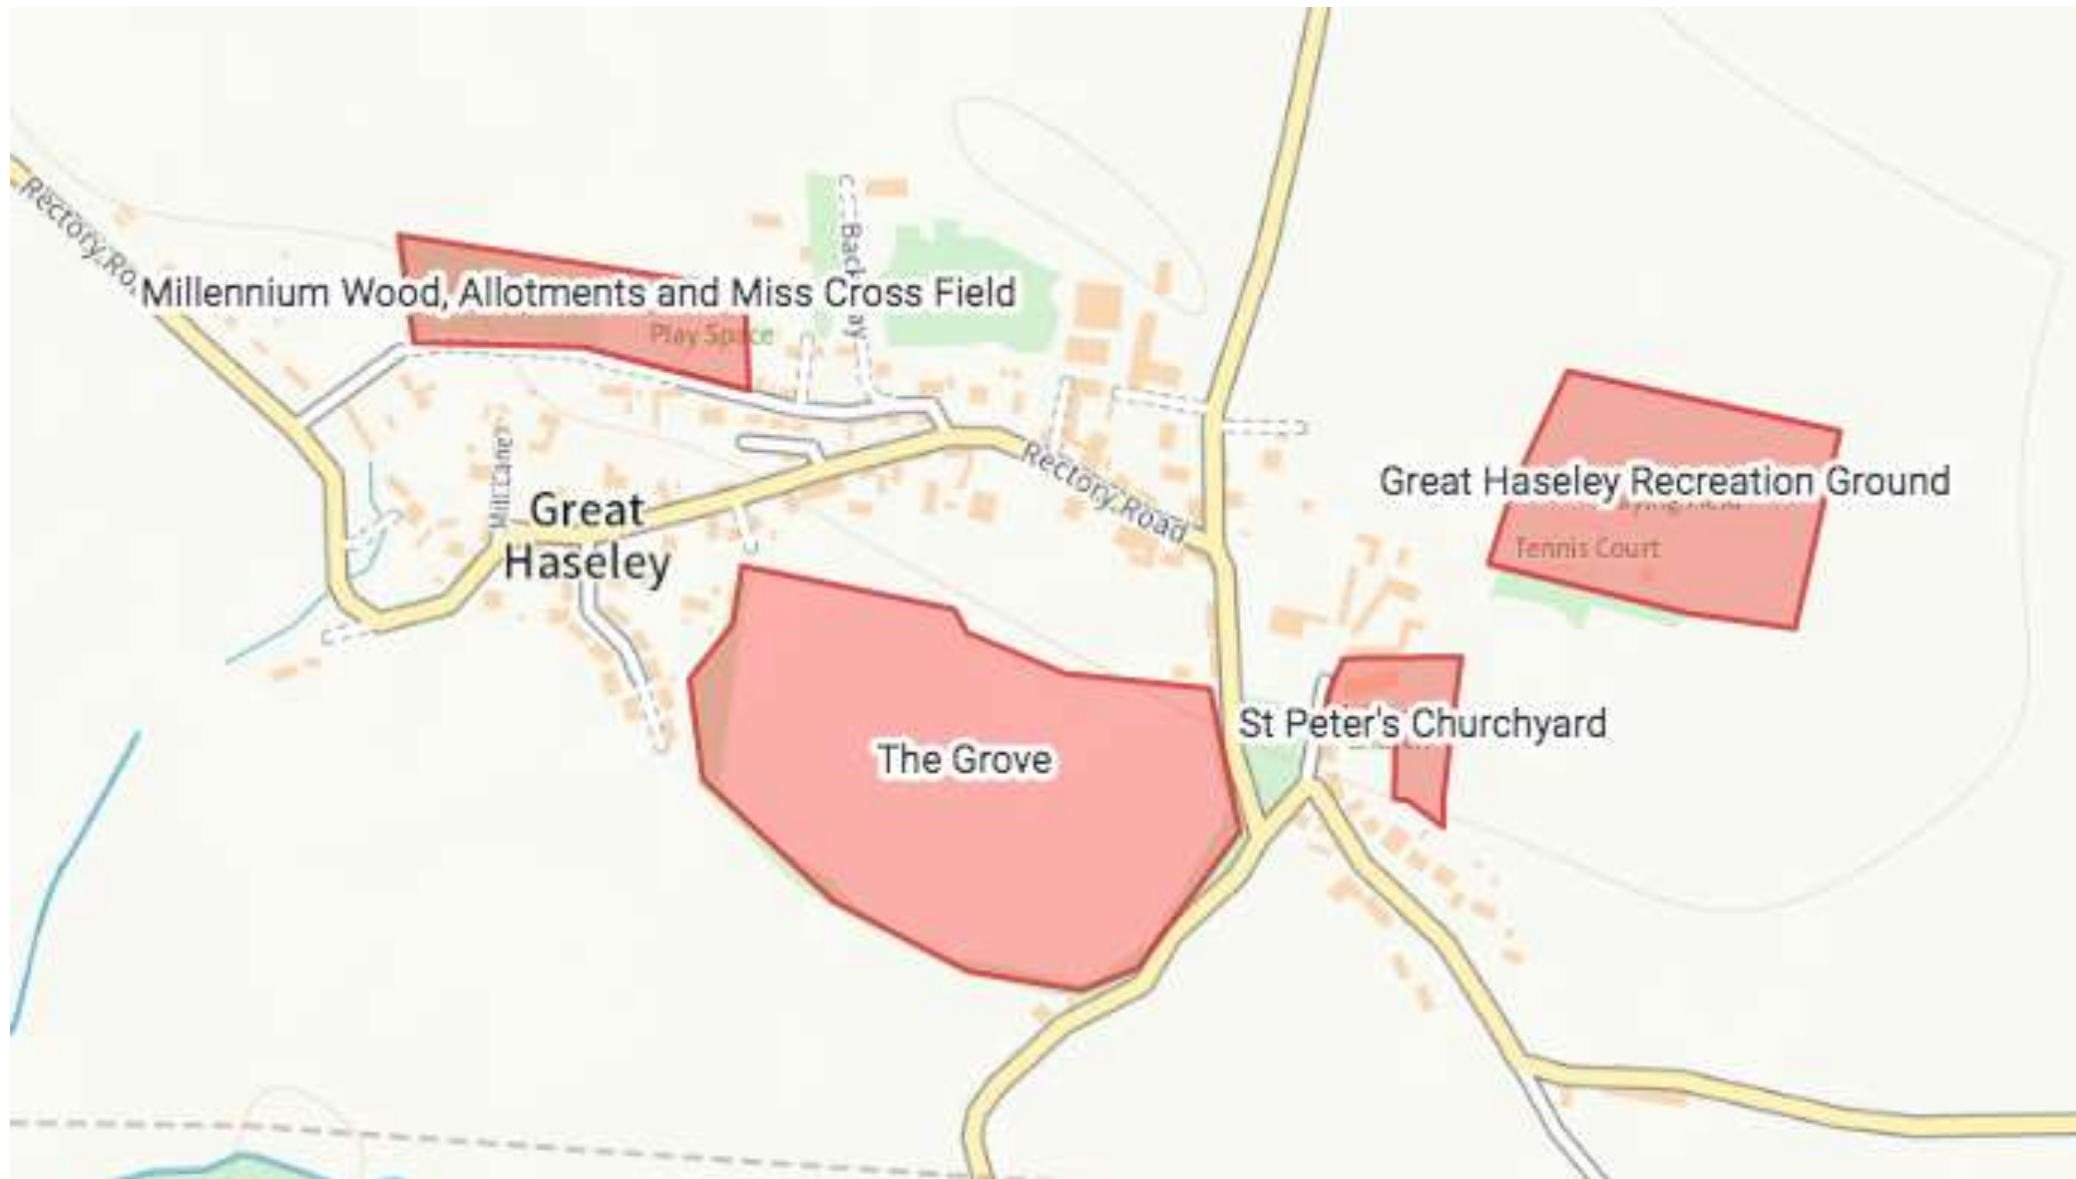 Rectory Ro
Back Way
Millennium Wood, Allotments and Miss Cross Field
Play Space
Mill Lane
Great
Haseley
Rectory Road
Great Haseley Recreation Ground
Tennis Court
St Peter's Churchyard
The Grove